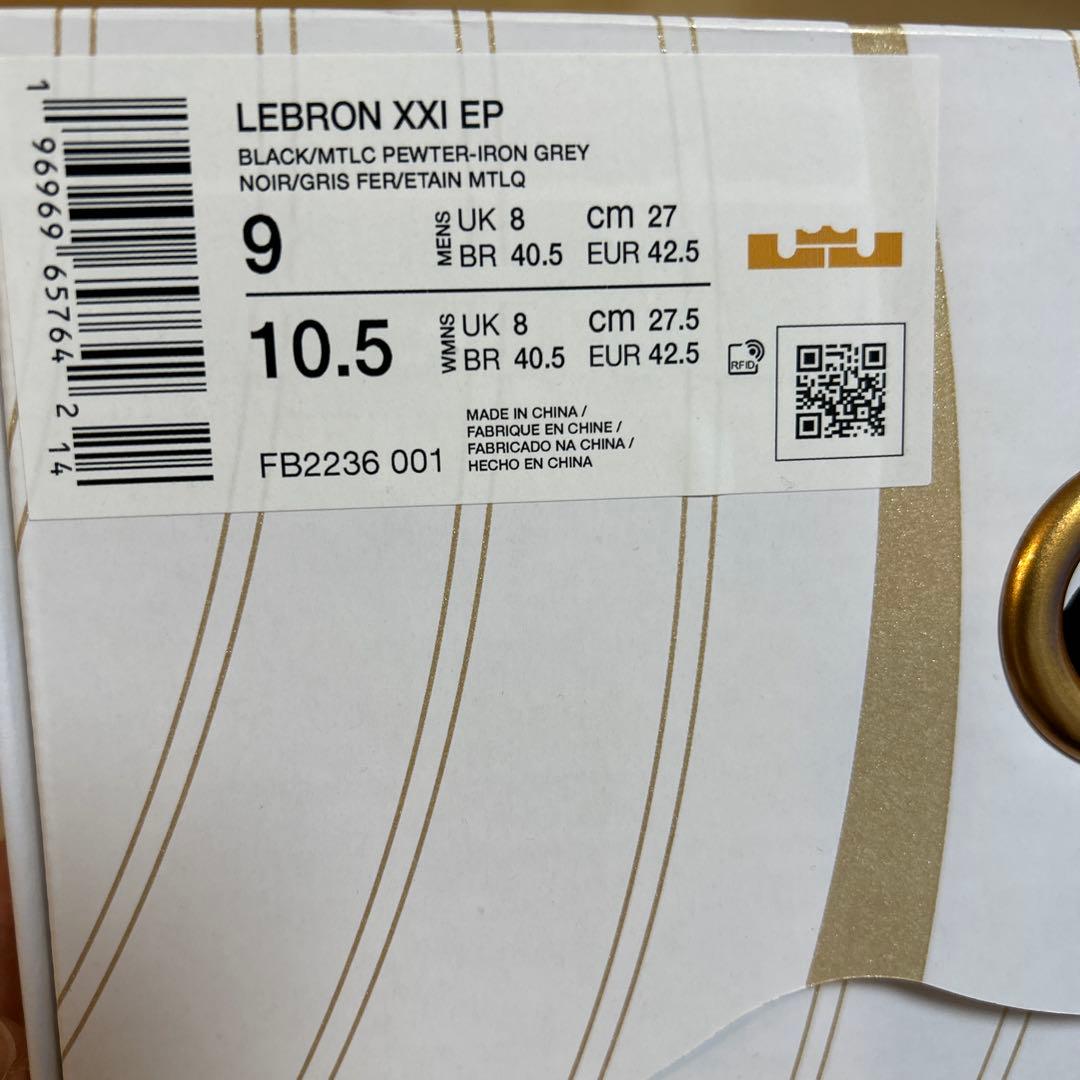 LEBRON XXI EP
BLACK/MTLC PEWTER-IRON GREY
NOIR/GRIS FER/ETAIN MTLQ
9 MENS UK 8 cm 27
BR 40.5 EUR 42.5
10.5 WMNS UK 8 cm 27.5
BR 40.5 EUR 42.5
RFID
MADE IN CHINA /
FABRIQUE EN CHINE /
FABRICADO NA CHINA /
HECHO EN CHINA
FB2236 001
1 96969 65764 2 14